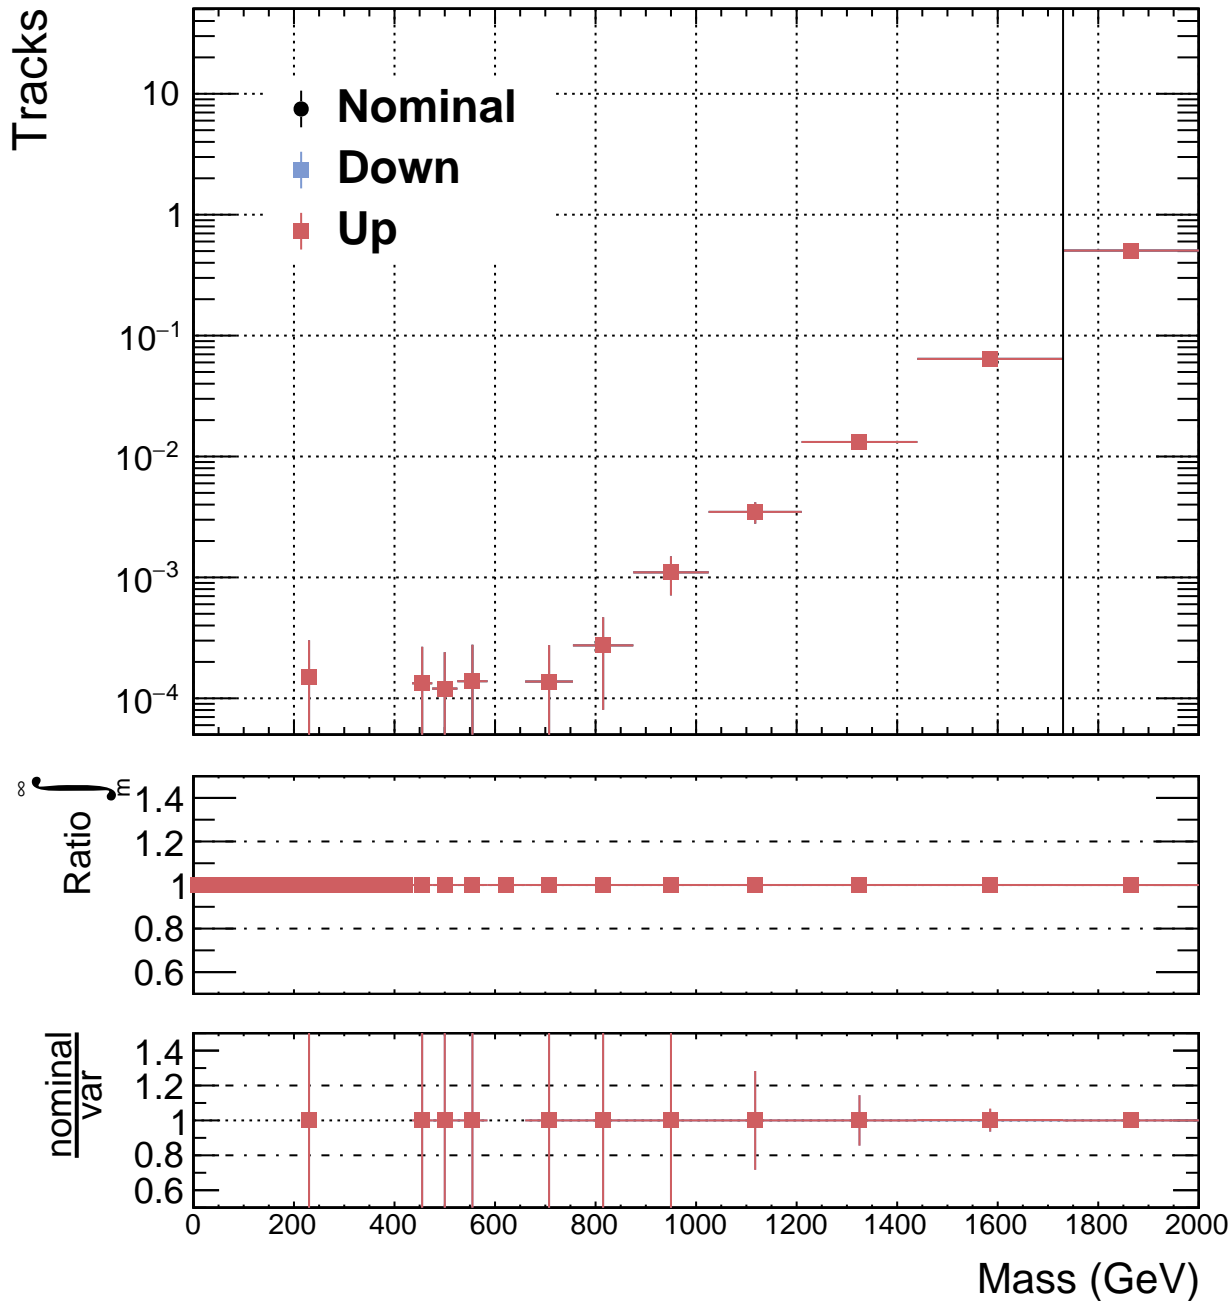 Tracks
10
1
10⁻¹
10⁻²
10⁻³
10⁻⁴
Nominal
Down
Up
Ratio ∫ m ∞
1.4
1.2
1
0.8
0.6
nominal
var
1.4
1.2
1
0.8
0.6
0 200 400 600 800 1000 1200 1400 1600 1800 2000
Mass (GeV)